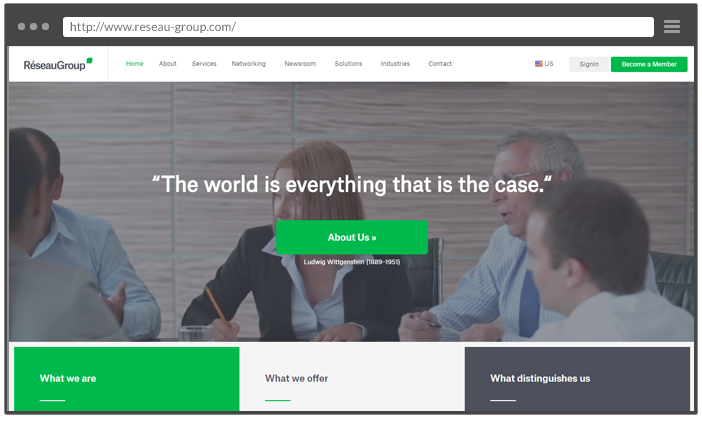 http://www.reseau-group.com/
RéseauGroup
Home About Services Networking Newsroom Solutions Industries Contact US SignIn Become a Member
“The world is everything that is the case.“
About Us »
Ludwig Wittgenstein (1889-1951)
What we are What we offer What distinguishes us